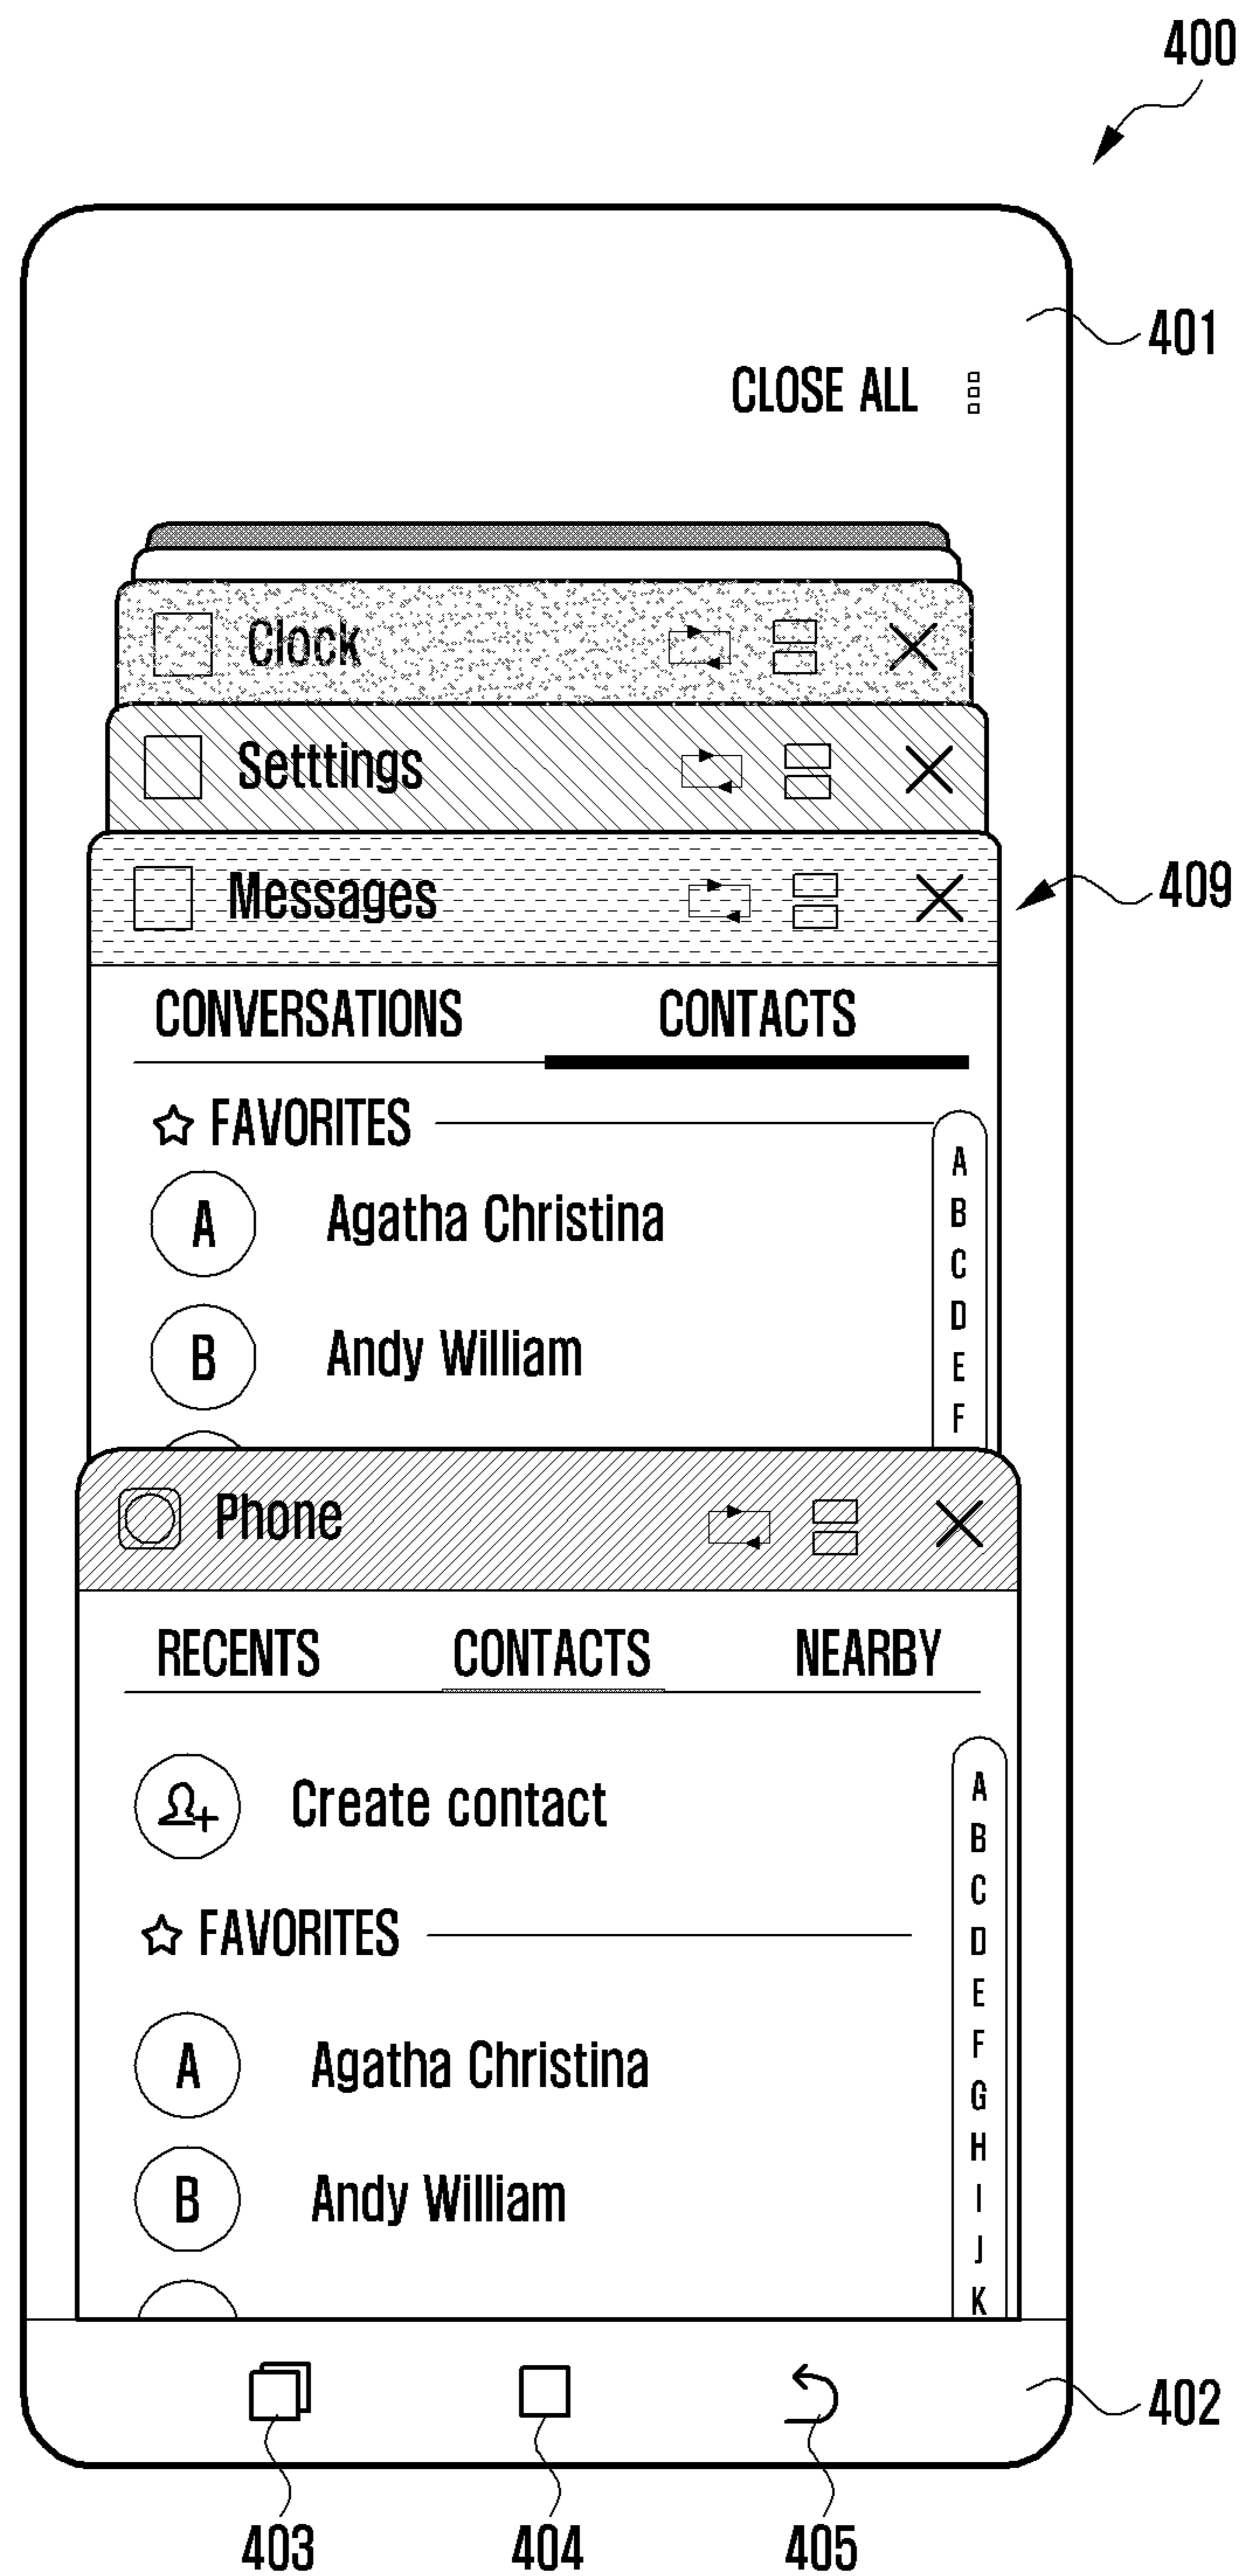 400
401
CLOSE ALL
Clock
Setttings
Messages
409
CONVERSATIONS CONTACTS
FAVORITES
A
A Agatha Christina
B
C
D
B Andy William
E
F
Phone
RECENTS CONTACTS NEARBY
A
Create contact
B
C
FAVORITES
D
E
F
A Agatha Christina
G
H
B Andy William
I
J
K
402
403 404 405